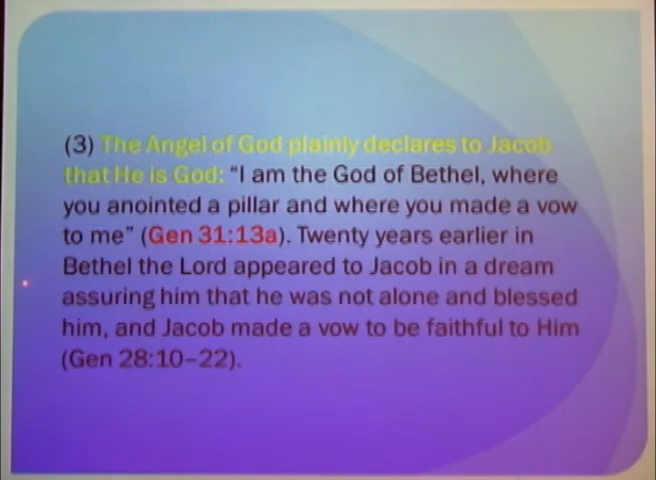 (3) The Angel of God plainly declares to Jacob
that He is God: “I am the God of Bethel, where
you anointed a pillar and where you made a vow
to me” (Gen 31:13a). Twenty years earlier in
Bethel the Lord appeared to Jacob in a dream
assuring him that he was not alone and blessed
him, and Jacob made a vow to be faithful to Him
(Gen 28:10–22).